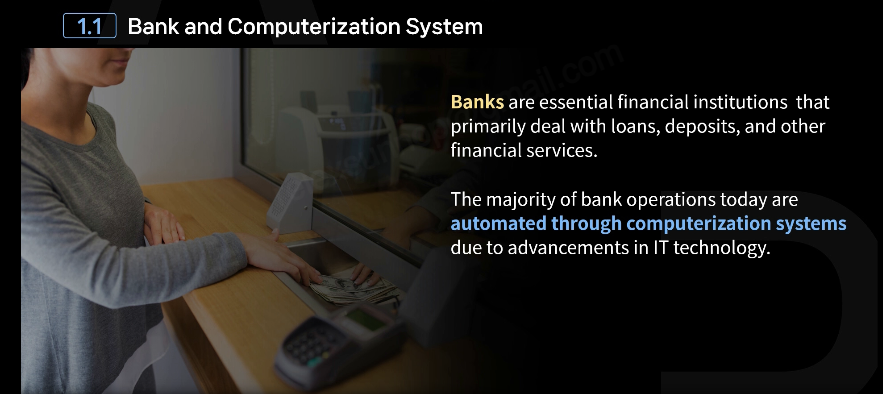 1.1 Bank and Computerization System
Banks are essential financial institutions that
primarily deal with loans, deposits, and other
financial services.
The majority of bank operations today are
automated through computerization systems
due to advancements in IT technology.